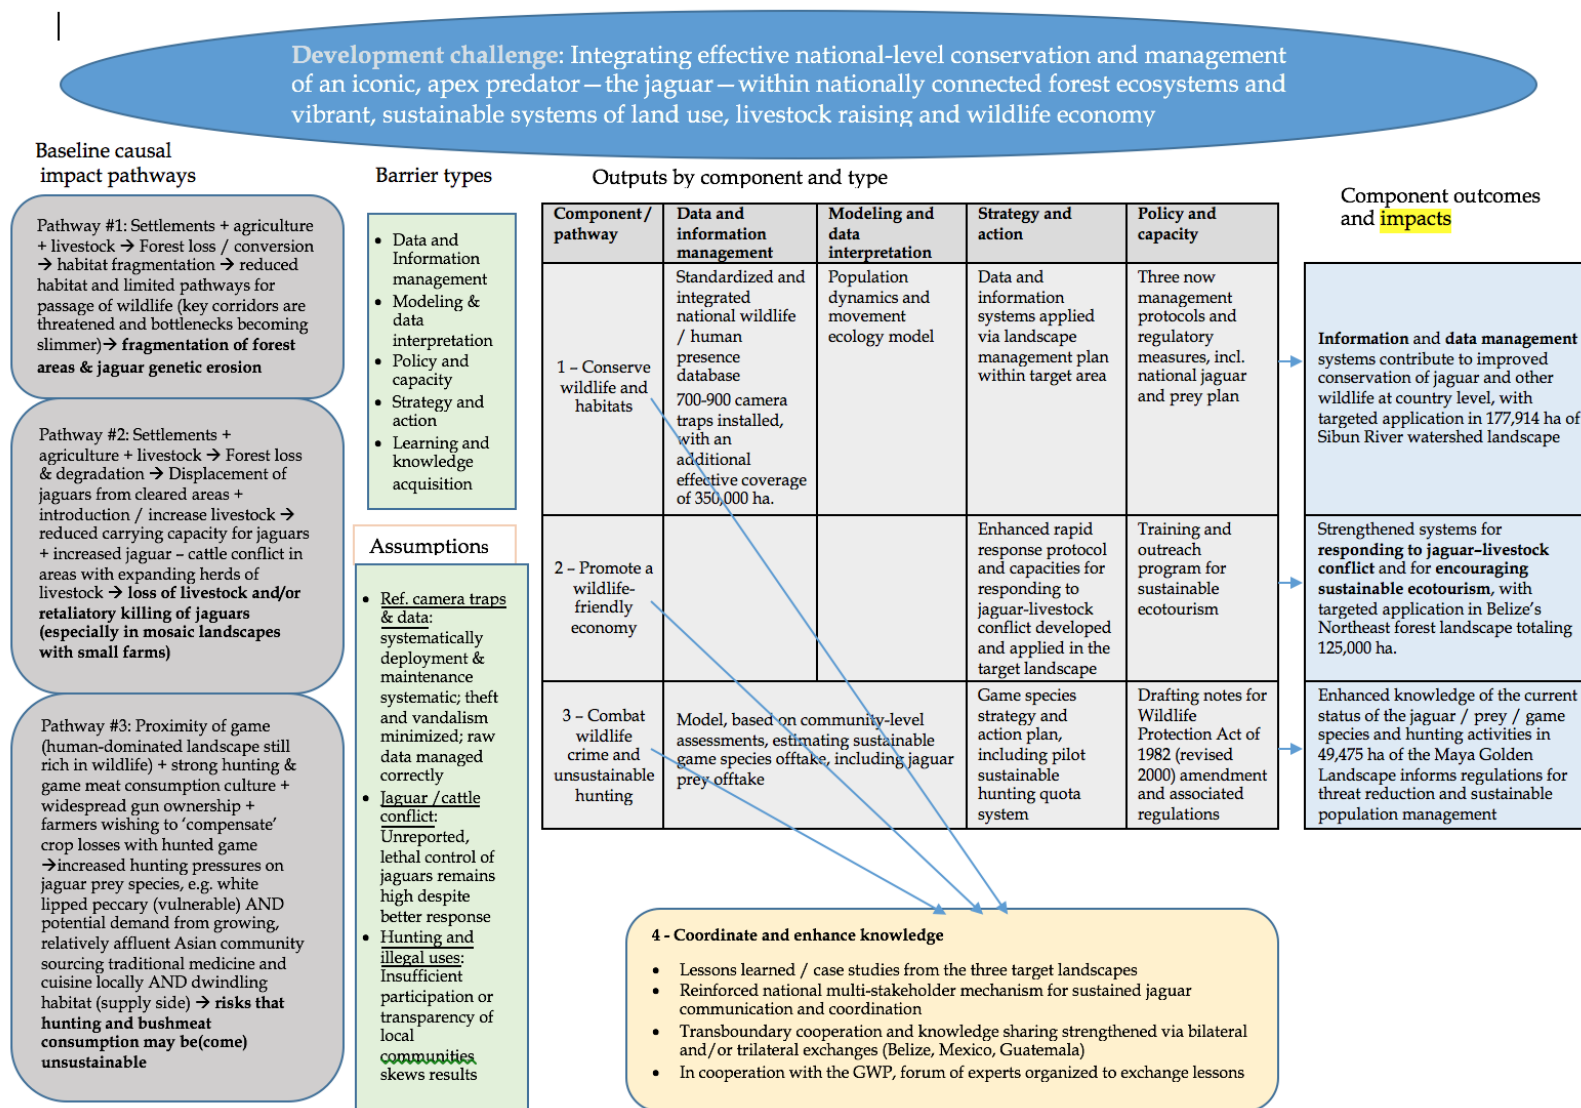 Development challenge: Integrating effective national-level conservation and management
of an iconic, apex predator—the jaguar—within nationally connected forest ecosystems and
vibrant, sustainable systems of land use, livestock raising and wildlife economy
Baseline causal
impact pathways
Pathway #1: Settlements + agriculture
+ livestock → Forest loss / conversion
→ habitat fragmentation → reduced
habitat and limited pathways for
passage of wildlife (key corridors are
threatened and bottlenecks becoming
slimmer)→ fragmentation of forest
areas & jaguar genetic erosion
Pathway #2: Settlements +
agriculture + livestock → Forest loss
& degradation → Displacement of
jaguars from cleared areas +
introduction / increase livestock →
reduced carrying capacity for jaguars
+ increased jaguar – cattle conflict in
areas with expanding herds of
livestock → loss of livestock and/or
retaliatory killing of jaguars
(especially in mosaic landscapes
with small farms)
Pathway #3: Proximity of game
(human-dominated landscape still
rich in wildlife) + strong hunting &
game meat consumption culture +
widespread gun ownership +
farmers wishing to ‘compensate’
crop losses with hunted game
→increased hunting pressures on
jaguar prey species, e.g. white
lipped peccary (vulnerable) AND
potential demand from growing,
relatively affluent Asian community
sourcing traditional medicine and
cuisine locally AND dwindling
habitat (supply side) → risks that
hunting and bushmeat
consumption may be(come)
unsustainable
Barrier types
• Data and
Information
management
• Modeling &
data
interpretation
• Policy and
capacity
• Strategy and
action
• Learning and
knowledge
acquisition
Assumptions
• Ref. camera traps
& data:
systematically
deployment &
maintenance
systematic; theft
and vandalism
minimized; raw
data managed
correctly
• Jaguar /cattle
conflict:
Unreported,
lethal control of
jaguars remains
high despite
better response
• Hunting and
illegal uses:
Insufficient
participation or
transparency of
local
communities
skews results
Outputs by component and type
Component/
pathway
Data and
information
management
Modeling and
data
interpretation
Strategy and
action
Policy and
capacity
1 – Conserve
wildlife and
habitats
Standardized and
integrated
national wildlife
/ human
presence
database
700-900 camera
traps installed,
with an
additional
effective coverage
of 350,000 ha.
Population
dynamics and
movement
ecology model
Data and
information
systems applied
via landscape
management plan
within target area
Three now
management
protocols and
regulatory
measures, incl.
national jaguar
and prey plan
2 – Promote a
wildlife-
friendly
economy
Enhanced rapid
response protocol
and capacities for
responding to
jaguar-livestock
conflict developed
and applied in the
target landscape
Training and
outreach
program for
sustainable
ecotourism
3 – Combat
wildlife
crime and
unsustainable
hunting
Model, based on community-level
assessments, estimating sustainable
game species offtake, including jaguar
prey offtake
Game species
strategy and
action plan,
including pilot
sustainable
hunting quota
system
Drafting notes for
Wildlife
Protection Act of
1982 (revised
2000) amendment
and associated
regulations
Component outcomes
and impacts
Information and data management
systems contribute to improved
conservation of jaguar and other
wildlife at country level, with
targeted application in 177,914 ha of
Sibun River watershed landscape
Strengthened systems for
responding to jaguar–livestock
conflict and for encouraging
sustainable ecotourism, with
targeted application in Belize’s
Northeast forest landscape totaling
125,000 ha.
Enhanced knowledge of the current
status of the jaguar / prey / game
species and hunting activities in
49,475 ha of the Maya Golden
Landscape informs regulations for
threat reduction and sustainable
population management
4 - Coordinate and enhance knowledge
• Lessons learned / case studies from the three target landscapes
• Reinforced national multi-stakeholder mechanism for sustained jaguar
communication and coordination
• Transboundary cooperation and knowledge sharing strengthened via bilateral
and/or trilateral exchanges (Belize, Mexico, Guatemala)
• In cooperation with the GWP, forum of experts organized to exchange lessons